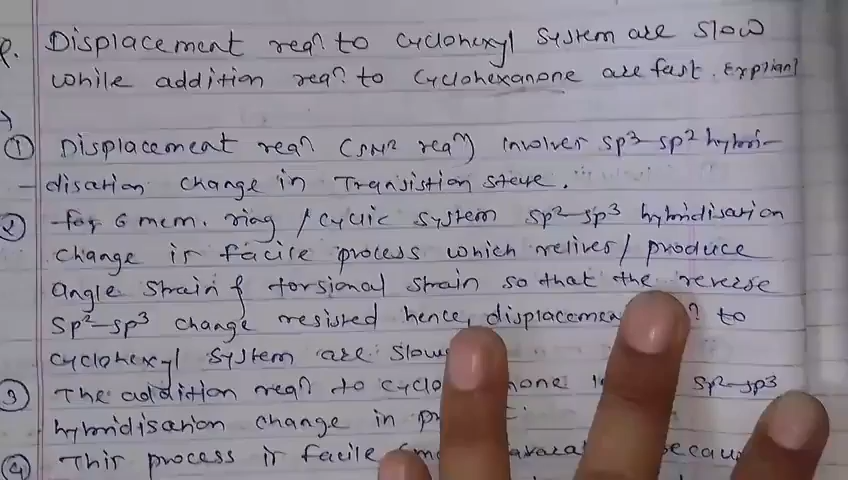 Q. Displacement reaⁿ to cyclohexyl system are slow
while addition reaⁿ to cyclohexanone are fast. Explain
① Displacement reaⁿ (SN² reaⁿ) involves sp³-sp² hybri-
disation change in Transistion state.
② for 6 mem. ring / cyclic system sp²-sp³ hybridisation
change is facile process which relives / produce
angle strain & torsional strain so that the reverse
sp²-sp³ change resisted hence, to
cyclohexyl system are slow
③ The addition reaⁿ to sp²-sp³
hybridisation change in
④ This process is facile